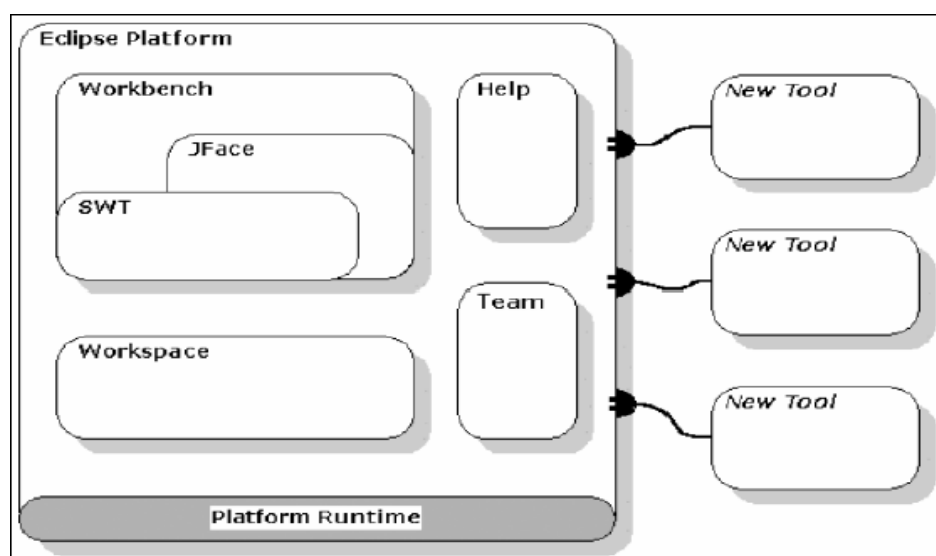 Eclipse Platform
Workbench
JFace
SWT
Workspace
Help
Team
Platform Runtime
New Tool
New Tool
New Tool